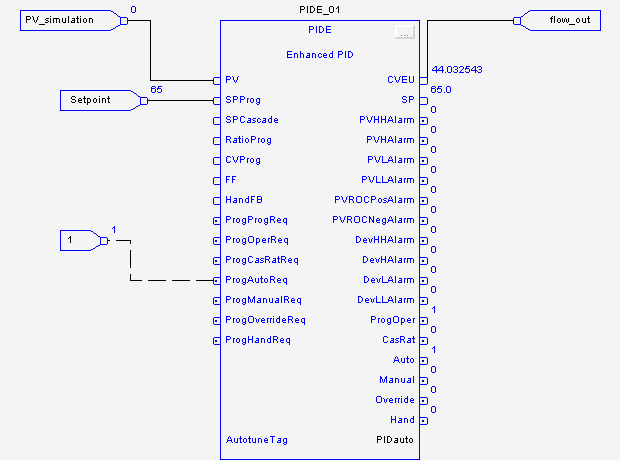 PIDE_01
PV_simulation 0 flow_out
PIDE
...
Enhanced PID
PV CVEU 44.032543
Setpoint 65 SPProg SP 65.0
SPCascade PVHHAlarm 0
RatioProg PVHAlarm 0
CVProg PVLAlarm 0
FF PVLLAlarm 0
HandFB PVROCPosAlarm 0
ProgProgReq PVROCNegAlarm 0
1 1 ProgOperReq DevHHAlarm 0
ProgCasRatReq DevHAlarm 0
ProgAutoReq DevLAlarm 0
ProgManualReq DevLLAlarm 0
ProgOverrideReq ProgOper 1
ProgHandReq CasRat 0
Auto 1
Manual 0
Override 0
Hand 0
AutotuneTag PIDauto